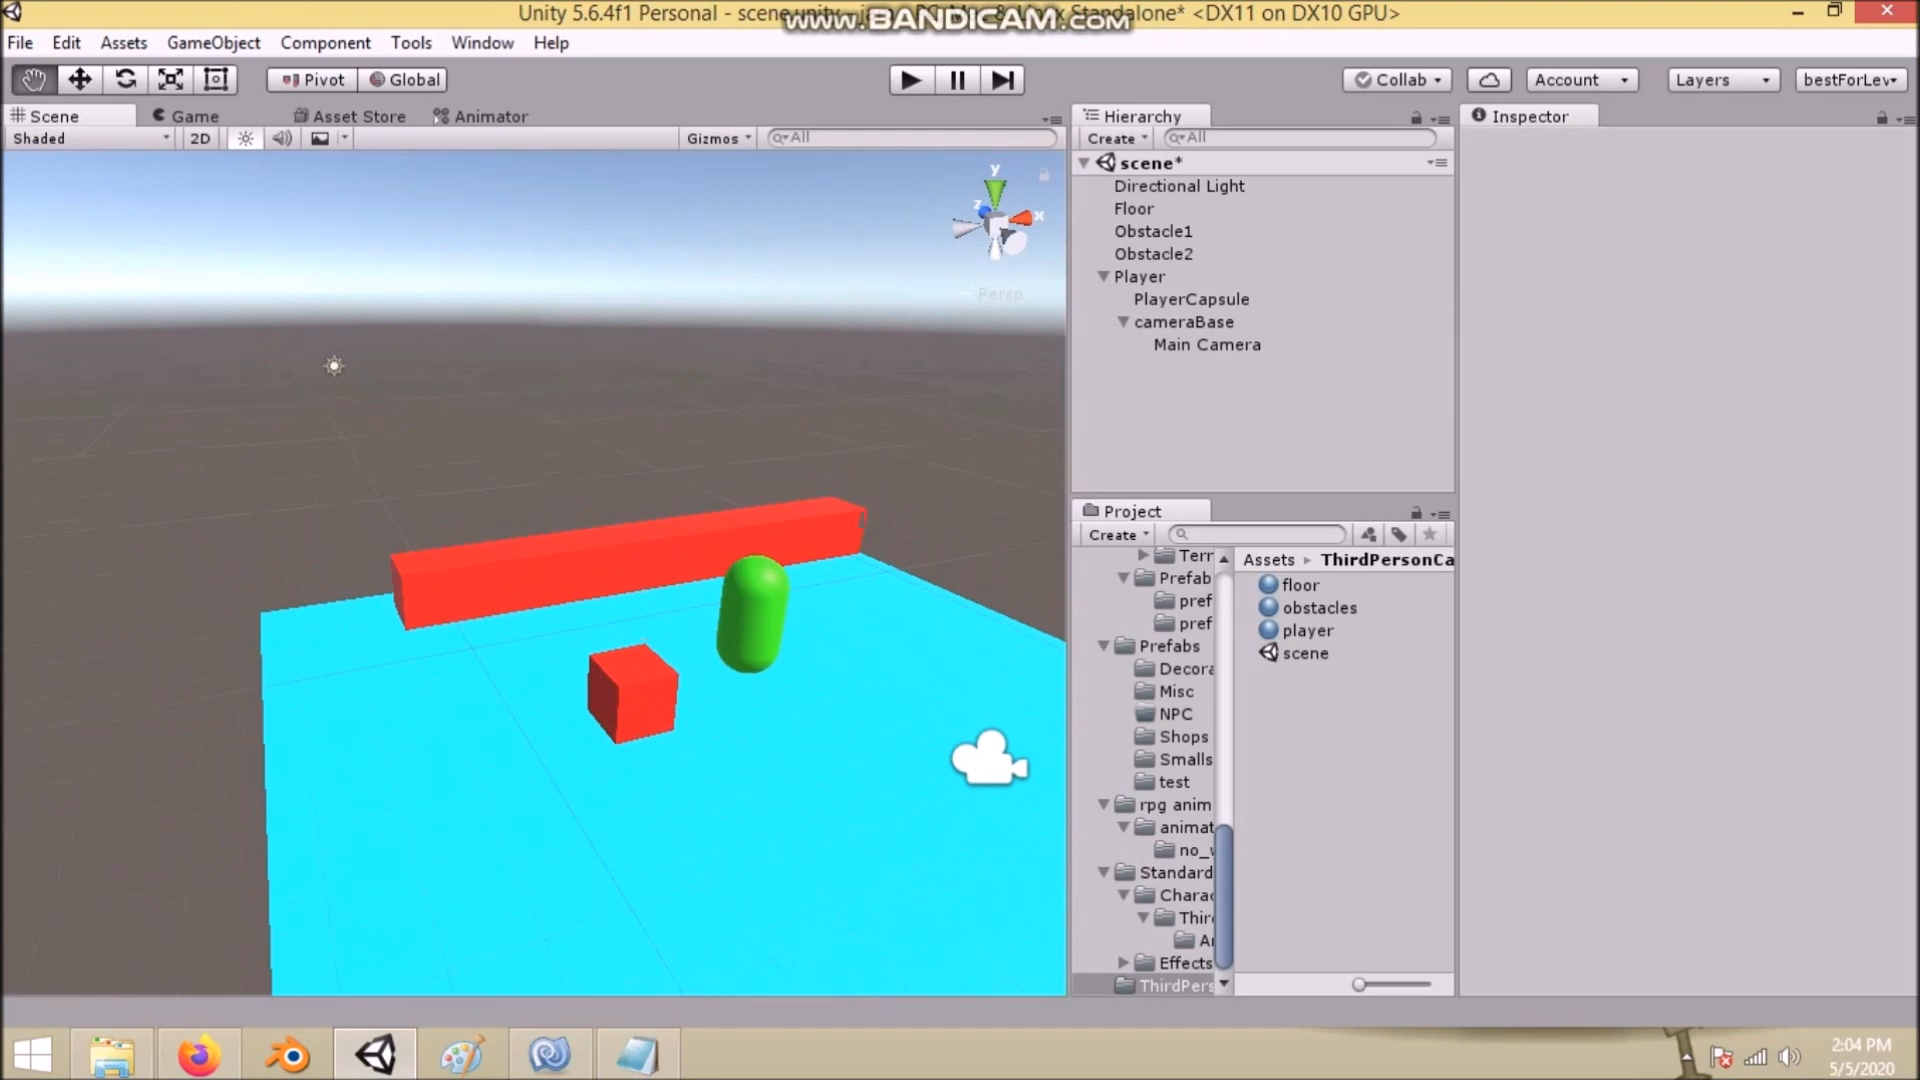 Unity 5.6.4f1 Personal - scene.unity - j
Standalone* <DX11 on DX10 GPU>
www.BANDICAM.com
File Edit Assets GameObject Component Tools Window Help
Pivot Global
Collab Account Layers bestForLev
Scene Game Asset Store Animator
Shaded 2D Gizmos All
y
z x
Persp
Hierarchy
Create All
scene*
Directional Light
Floor
Obstacle1
Obstacle2
Player
PlayerCapsule
cameraBase
Main Camera
Inspector
Project
Create
Terr
Prefab
pref
pref
Prefabs
Decora
Misc
NPC
Shops
Smalls
test
rpg anim
animat
no_
Standard
Charac
Thir
A
Effects
ThirdPers
Assets ThirdPersonCa
floor
obstacles
player
scene
2:04 PM
5/5/2020